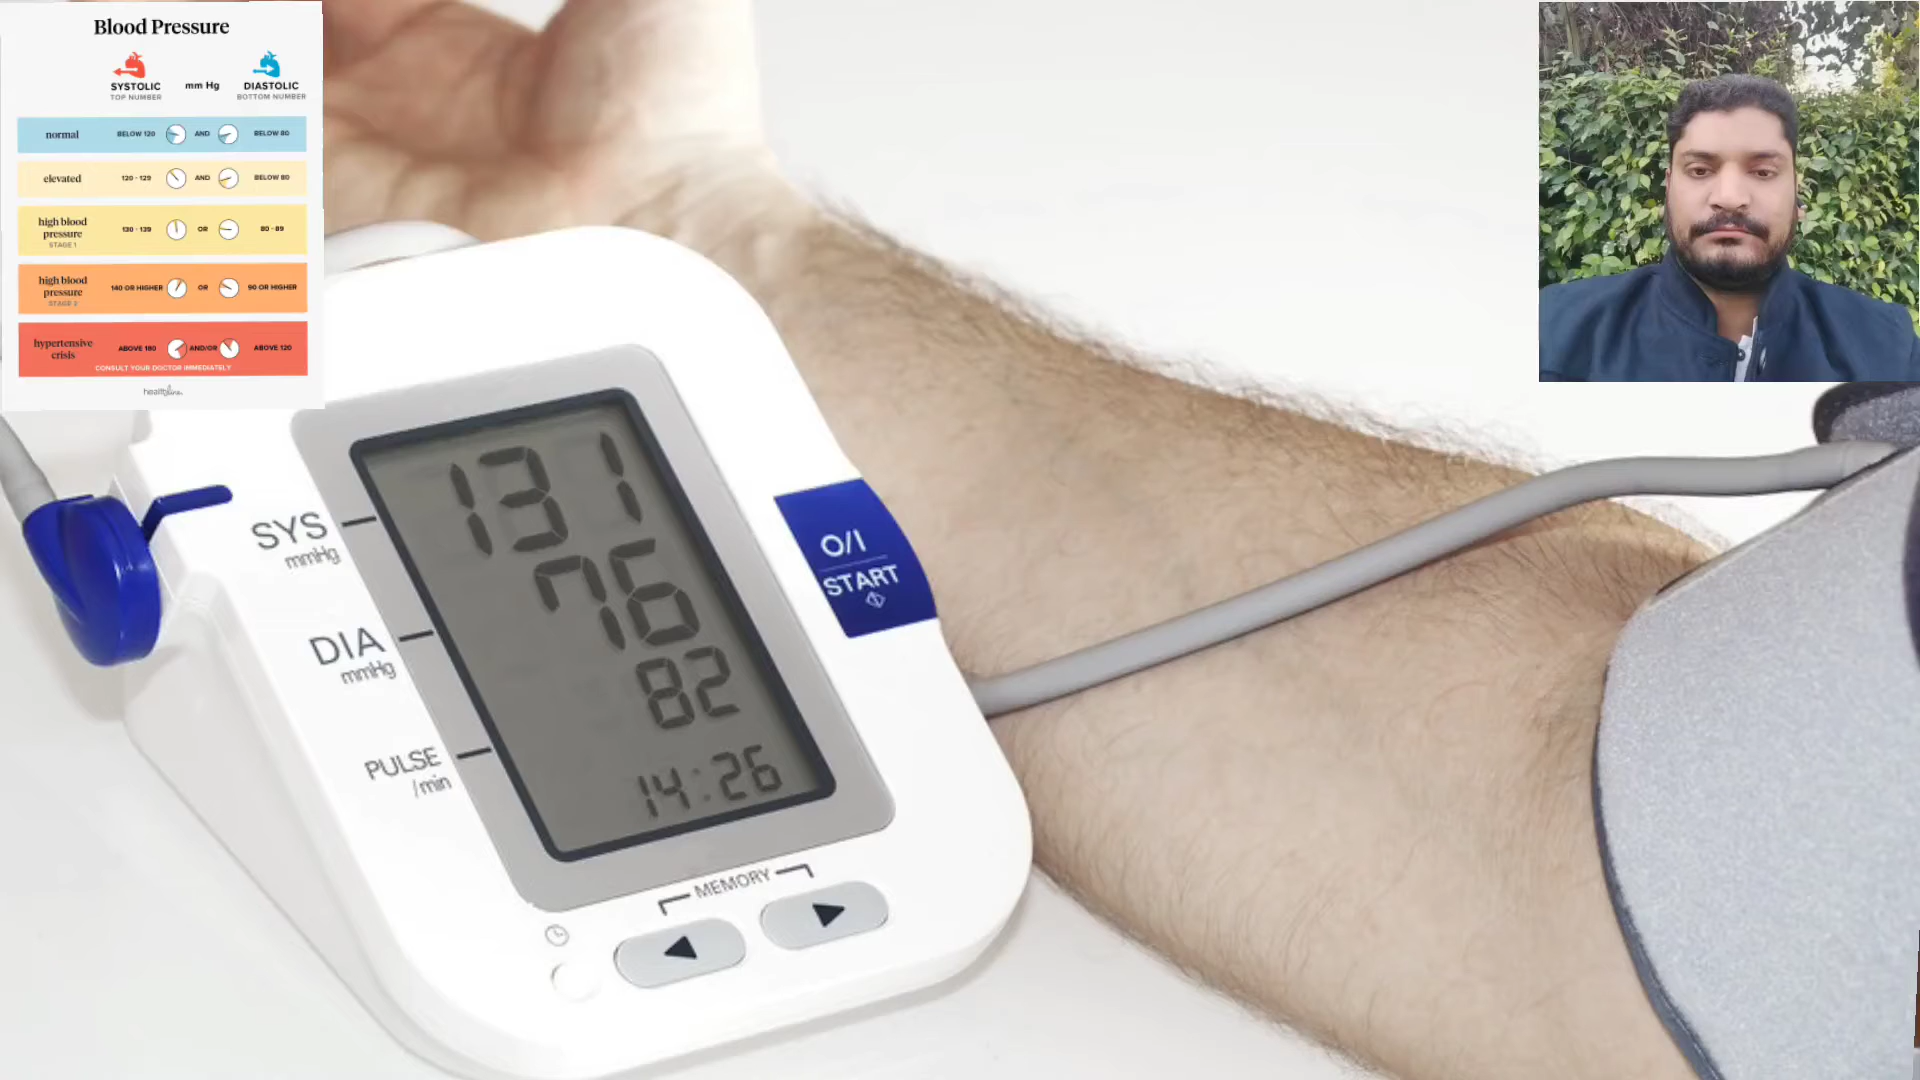 Blood Pressure
SYSTOLIC mm Hg DIASTOLIC
TOP NUMBER BOTTOM NUMBER
normal BELOW 120 AND BELOW 80
elevated 120 - 129 AND BELOW 80
high blood pressure STAGE 1 130 - 139 OR 80 - 89
high blood pressure STAGE 2 140 OR HIGHER OR 90 OR HIGHER
hypertensive crisis ABOVE 180 AND/OR ABOVE 120
CONSULT YOUR DOCTOR IMMEDIATELY
healthline
SYS mmHg 131
DIA mmHg 76
PULSE /min 82
14:26
O/I
START
MEMORY